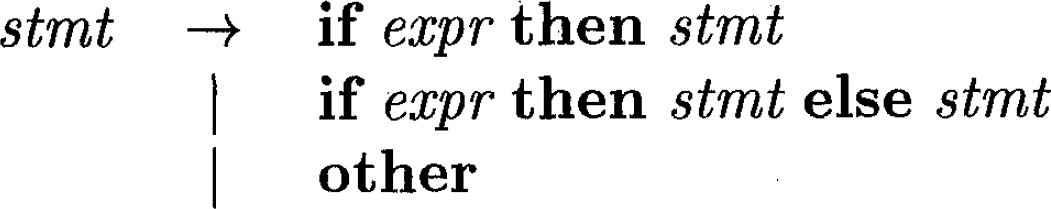 stmt → if expr then stmt
| if expr then stmt else stmt
| other